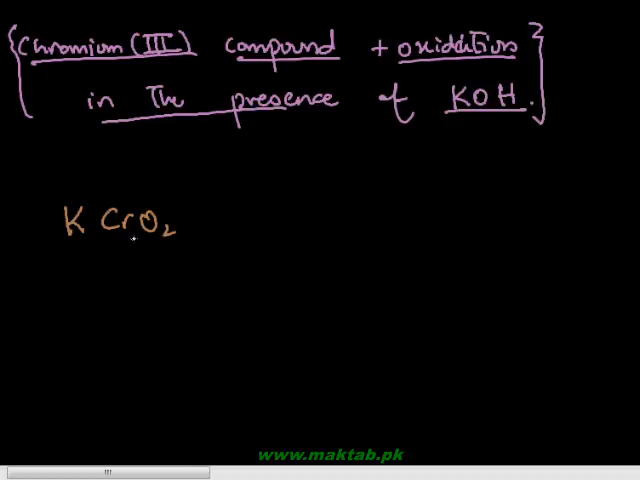 {Chromium (III) compound + oxidation
in The presence of KOH.}
K CrO₂
www.maktab.pk